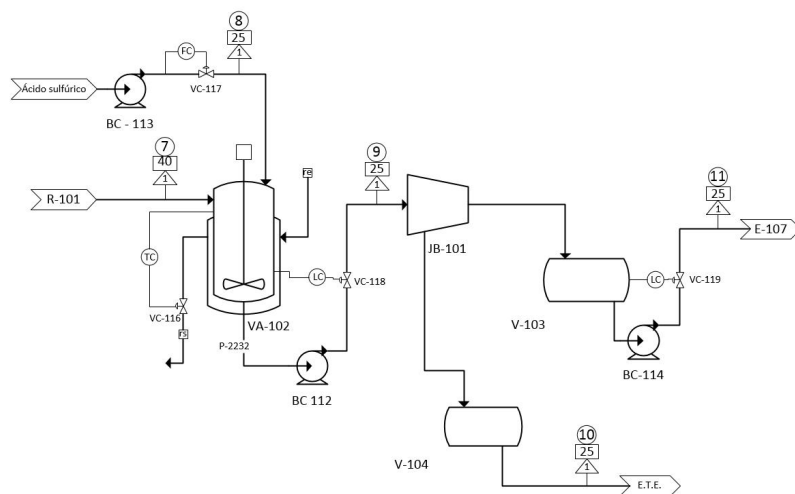 8
25
1
FC
VC-117
Ácido sulfúrico
BC - 113
7
40
1
R-101
re
9
25
1
11
25
1
E-107
JB-101
TC
LC
VC-118
LC
VC-119
VC-116
VA-102
V-103
rs
P-2232
BC 112
BC-114
10
25
1
V-104
E.T.E.